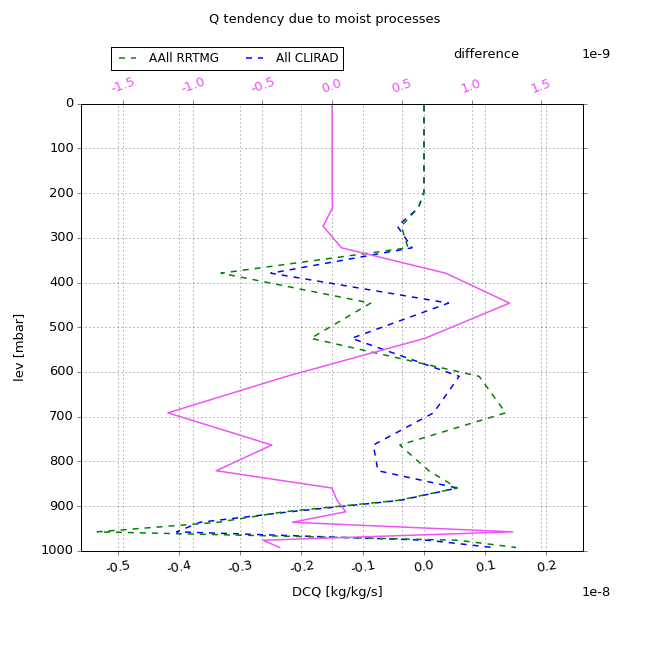 Q tendency due to moist processes
AAll RRTMG All CLIRAD
difference 1e-9
-1.5 -1.0 -0.5 0.0 0.5 1.0 1.5
0
100
200
300
400
500
600
700
800
900
1000
lev [mbar]
-0.5 -0.4 -0.3 -0.2 -0.1 0.0 0.1 0.2
DCQ [kg/kg/s] 1e-8